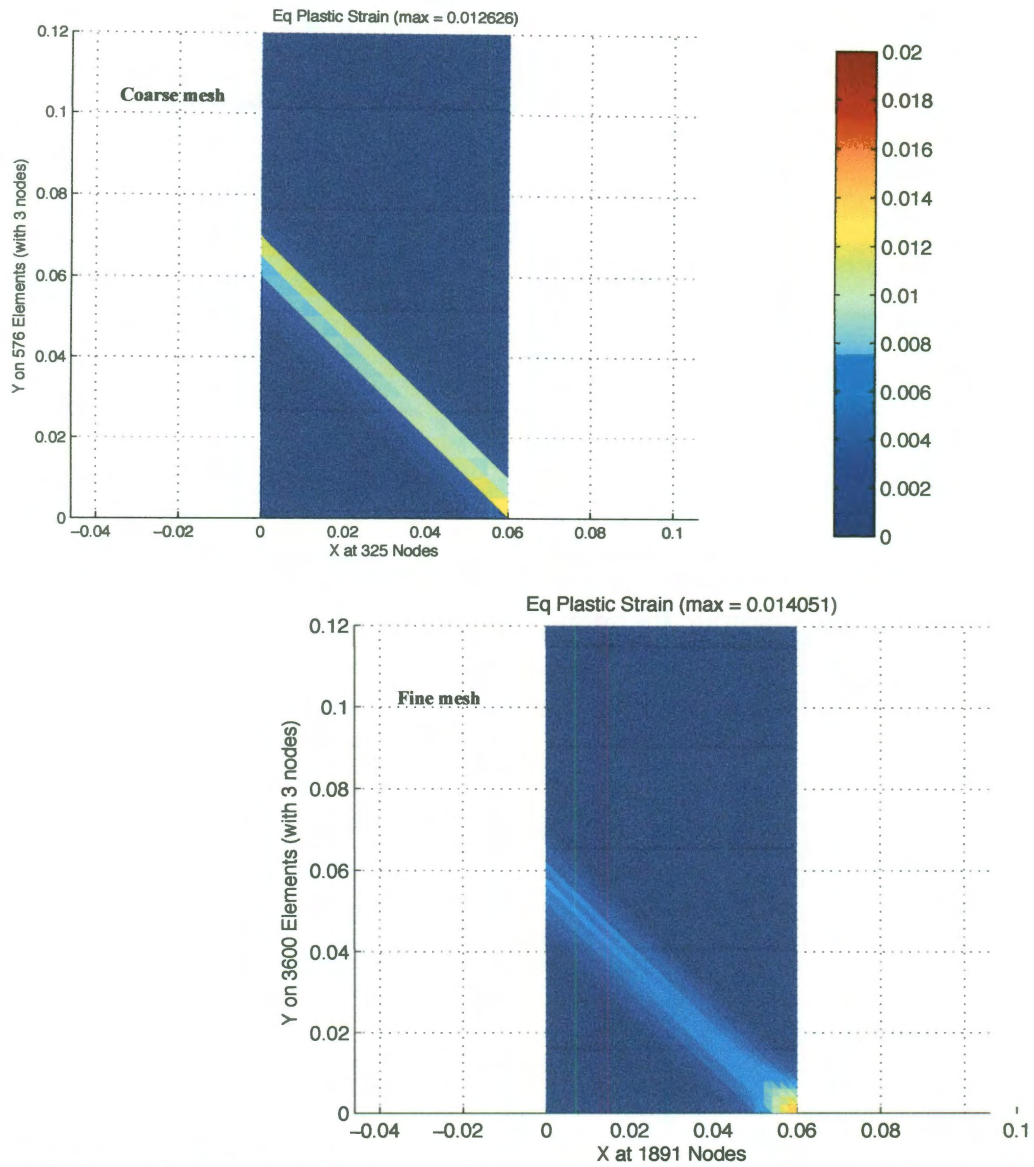 Eq Plastic Strain (max = 0.012626)
0.12
0.1
0.08
0.06
0.04
0.02
0
Coarse mesh
Y on 576 Elements (with 3 nodes)
−0.04 −0.02 0 0.02 0.04 0.06 0.08 0.1
X at 325 Nodes
0.02
0.018
0.016
0.014
0.012
0.01
0.008
0.006
0.004
0.002
0
Eq Plastic Strain (max = 0.014051)
0.12
0.1
0.08
0.06
0.04
0.02
0
Fine mesh
Y on 3600 Elements (with 3 nodes)
−0.04 −0.02 0 0.02 0.04 0.06 0.08 0.1
X at 1891 Nodes